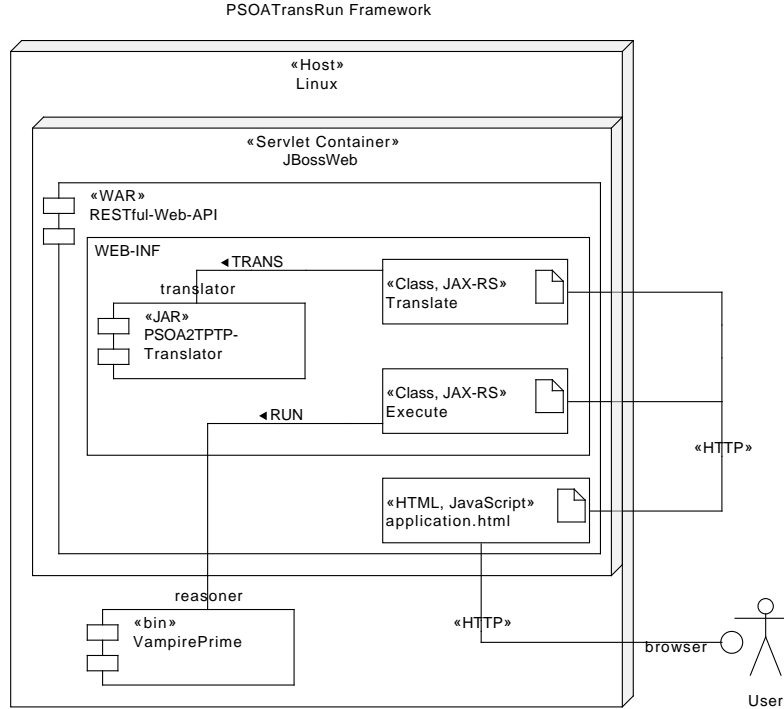 PSOATransRun Framework
«Host»
Linux
«Servlet Container»
JBossWeb
«WAR»
RESTful-Web-API
WEB-INF
TRANS
translator
«JAR»
PSOA2TPTP-
Translator
«Class, JAX-RS»
Translate
«Class, JAX-RS»
Execute
RUN
«HTTP»
«HTML, JavaScript»
application.html
reasoner
«bin»
VampirePrime
«HTTP»
browser
User